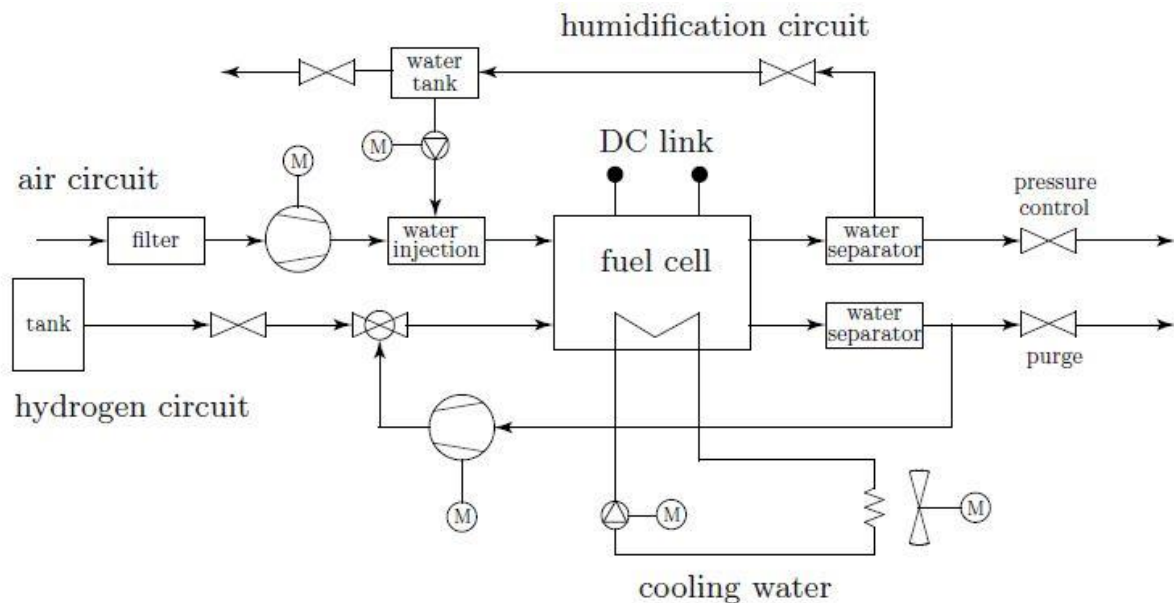 humidification circuit
water
tank
M
DC link
M
air circuit
pressure
control
filter
water
injection
fuel cell
water
separator
tank
water
separator
purge
hydrogen circuit
M
M
M
cooling water